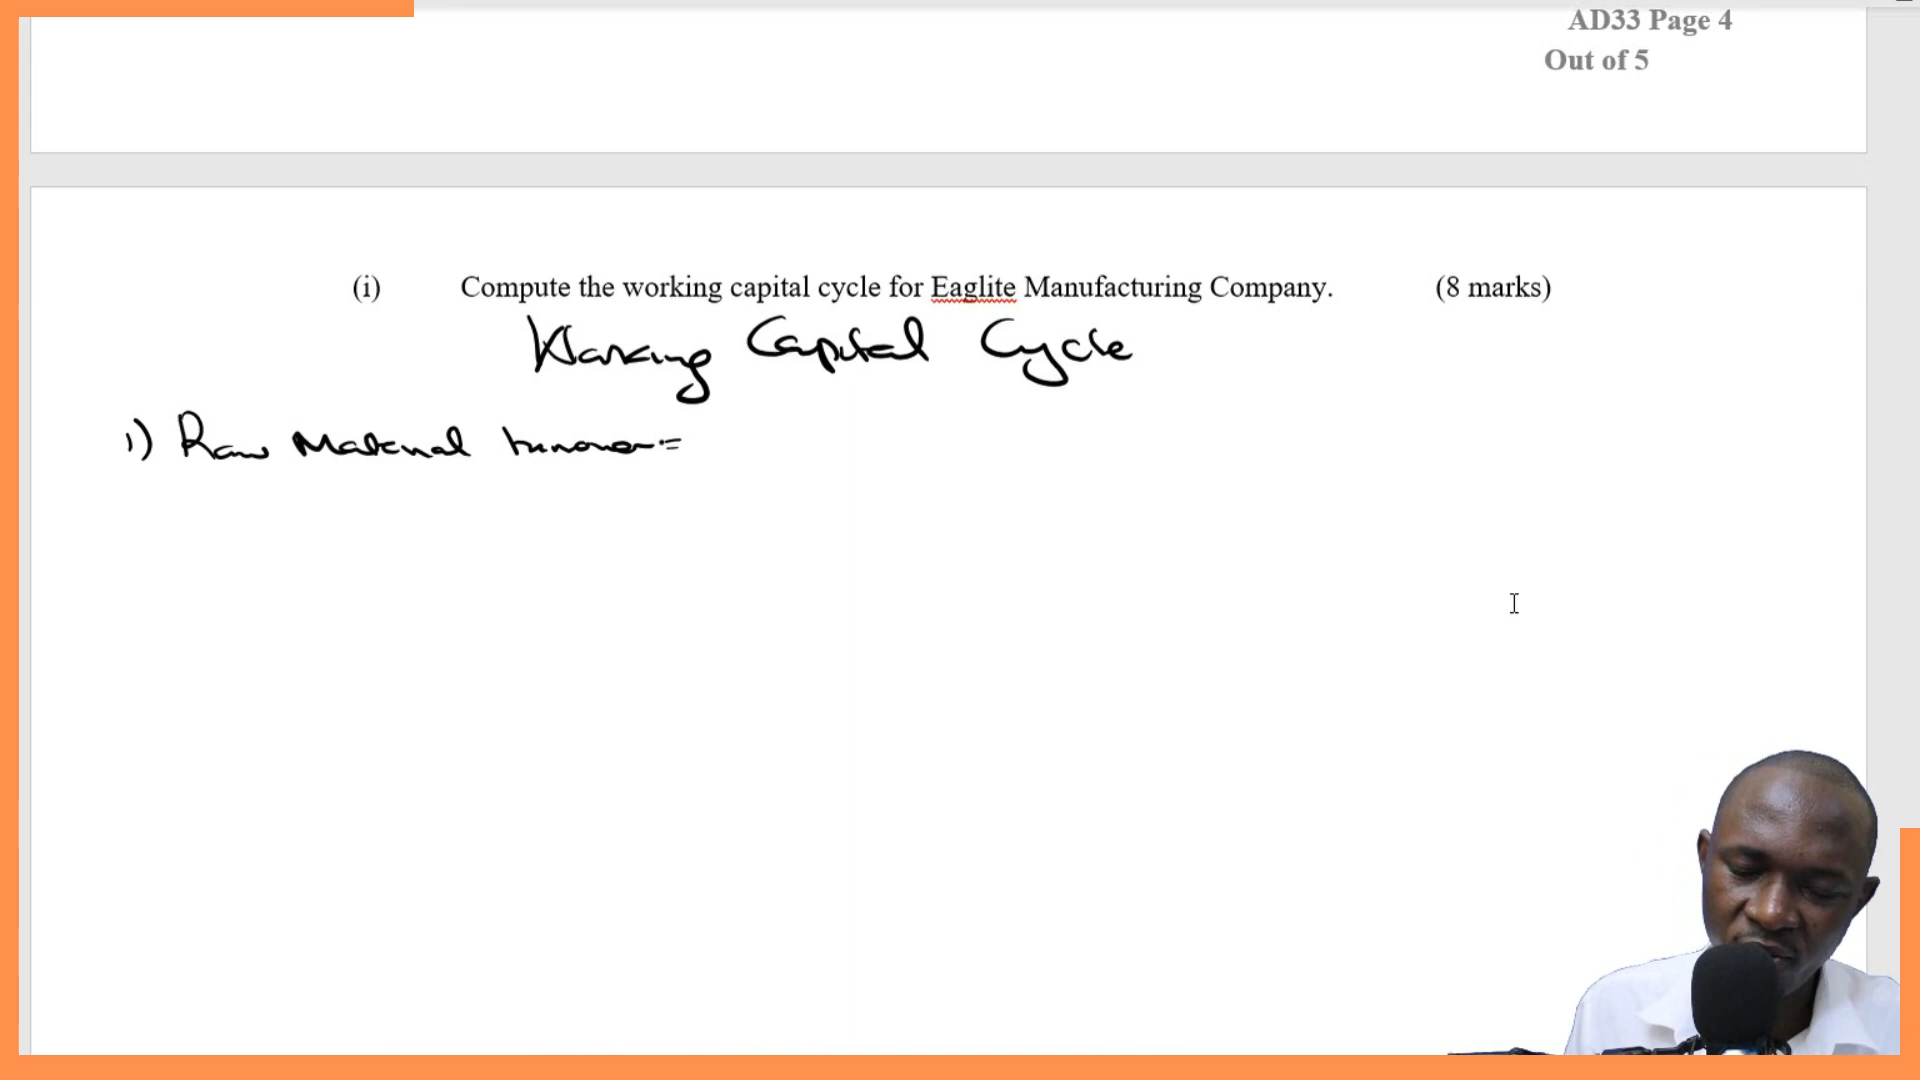 AD33 Page 4
Out of 5
(i) Compute the working capital cycle for Eaglite Manufacturing Company. (8 marks)
Working Capital Cycle
1) Raw Material turnover =